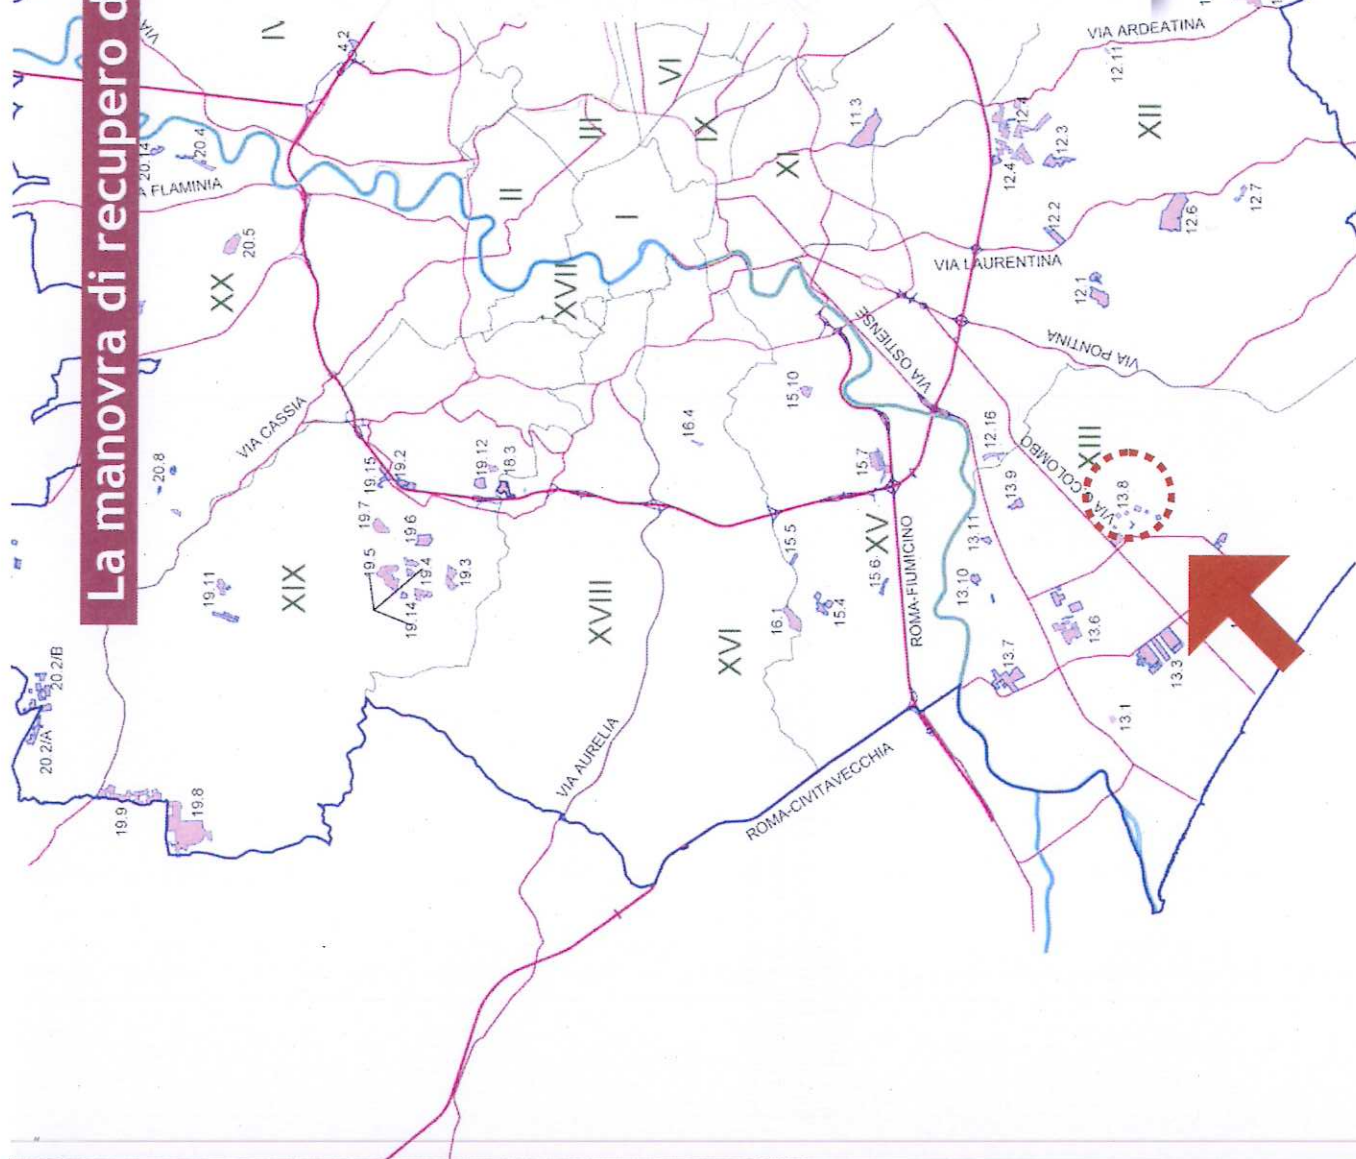 La manovra di recupero d
VIA
IV
4.2
20.14
20.4
A FLAMINIA
20.5
XX
II
III
VI
IX
I
XVII
XI
11.3
VIA ARDEATINA
12.11
XII
12.4
12.3
12.4
12.2
12.6
12.7
VIA LAURENTINA
12.1
VIA PONTINA
VIA OSTIENSE
VIA CASSIA
20.8
19.15
19.2
19.12
18.3
16.4
15.10
15.7
12.16
VIA C.COLOMBO
XIII
13.8
13.9
13.11
13.10
19.7
19.6
19.5
19.4
19.3
19.14
19.11
XIX
XVIII
XVI
XV
15.5
15.6
15.4
16.1
ROMA-FIUMICINO
13.7
13.6
13.3
13.1
20.2/B
20.2/A
19.9
19.8
VIA AURELIA
ROMA-CIVITAVECCHIA